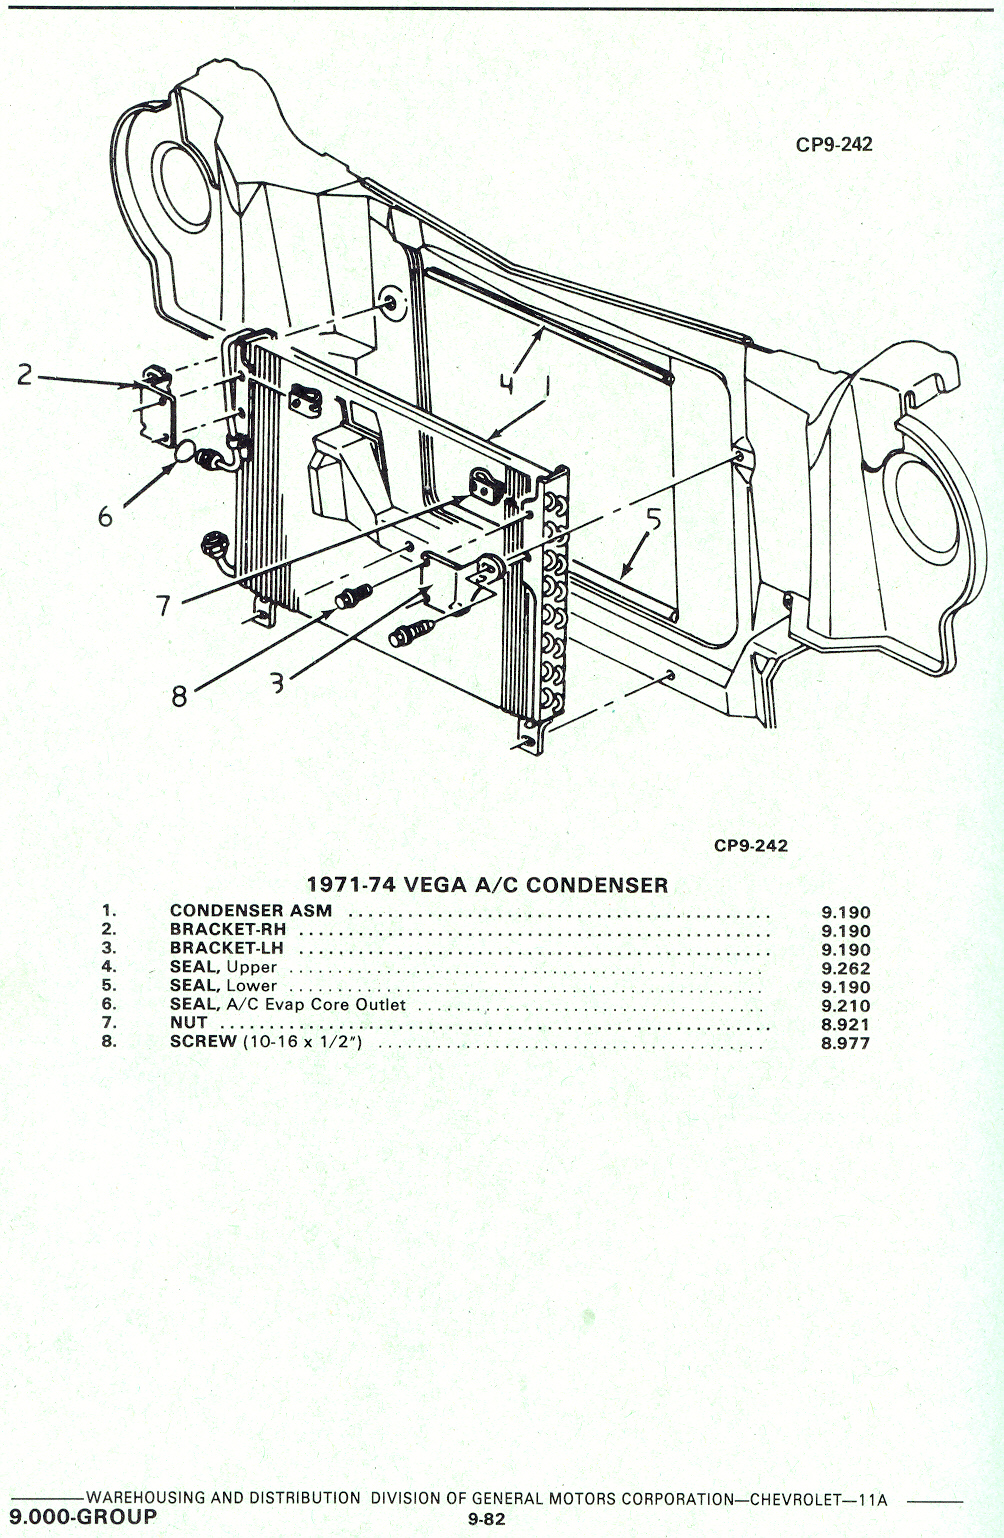 CP9-242
2
4
1
6
5
7
8
3
CP9-242
1971-74 VEGA A/C CONDENSER
1. CONDENSER ASM ........................................... 9.190
2. BRACKET-RH ................................................ 9.190
3. BRACKET-LH ................................................ 9.190
4. SEAL, Upper ................................................ 9.262
5. SEAL, Lower ................................................ 9.190
6. SEAL, A/C Evap Core Outlet ................................... 9.210
7. NUT ........................................................ 8.921
8. SCREW (10-16 x 1/2") ....................................... 8.977
WAREHOUSING AND DISTRIBUTION DIVISION OF GENERAL MOTORS CORPORATION—CHEVROLET—11A
9.000-GROUP 9-82